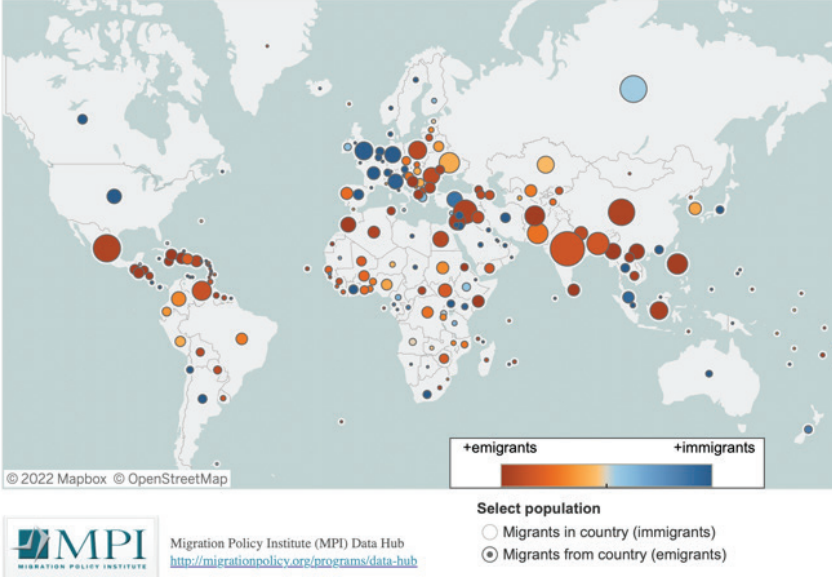 +emigrants +immigrants
© 2022 Mapbox © OpenStreetMap
Select population
Migrants in country (immigrants)
Migrants from country (emigrants)
MPI
MIGRATION POLICY INSTITUTE
Migration Policy Institute (MPI) Data Hub
http://migrationpolicy.org/programs/data-hub